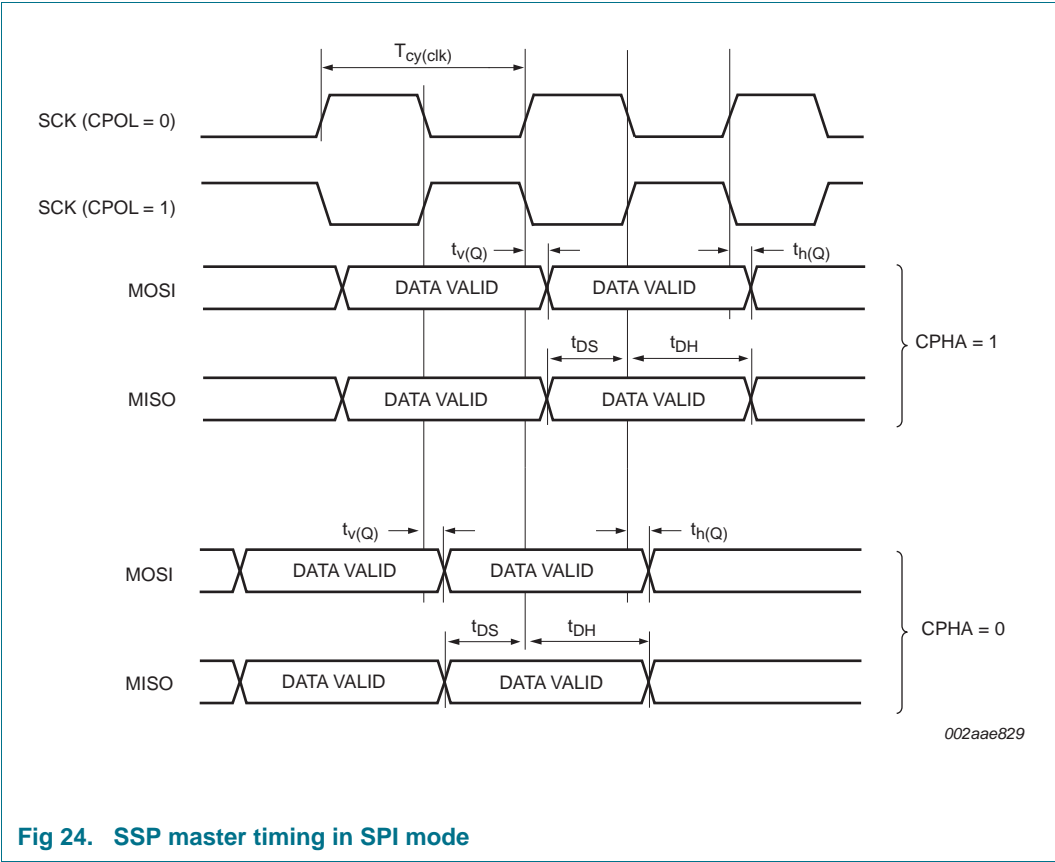 T cy(clk)
SCK (CPOL = 0)
SCK (CPOL = 1)
tv(Q) th(Q)
MOSI DATA VALID DATA VALID
CPHA = 1
tDS tDH
MISO DATA VALID DATA VALID
tv(Q) th(Q)
MOSI DATA VALID DATA VALID
tDS tDH
CPHA = 0
MISO DATA VALID DATA VALID
002aae829
Fig 24. SSP master timing in SPI mode